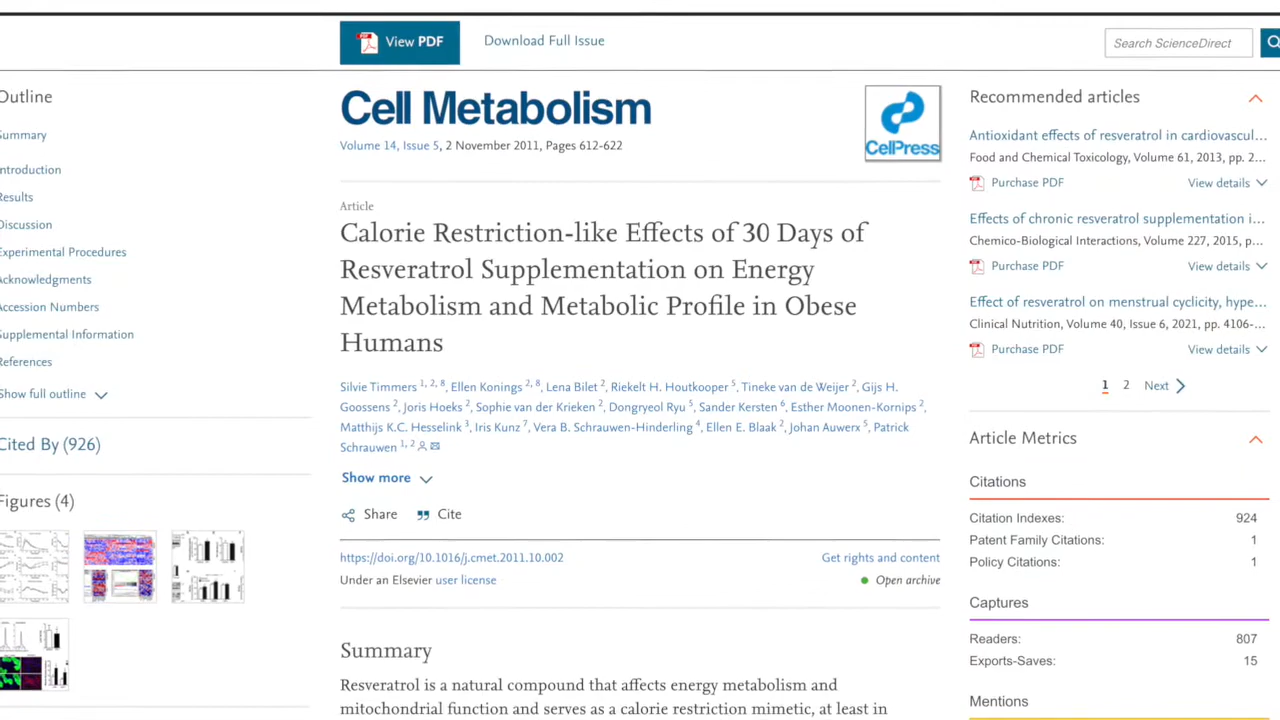 View PDF
Download Full Issue
Search ScienceDirect
Outline
Summary
Introduction
Results
Discussion
Experimental Procedures
Acknowledgments
Accession Numbers
Supplemental Information
References
Show full outline
Cited By (926)
Figures (4)
Cell Metabolism
Volume 14, Issue 5, 2 November 2011, Pages 612-622
CellPress
Article
Calorie Restriction-like Effects of 30 Days of
Resveratrol Supplementation on Energy
Metabolism and Metabolic Profile in Obese
Humans
Silvie Timmers 1, 2, 8, Ellen Konings 2, 8, Lena Bilet 2, Riekelt H. Houtkooper 5, Tineke van de Weijer 2, Gijs H.
Goossens 2, Joris Hoeks 2, Sophie van der Krieken 2, Dongryeol Ryu 5, Sander Kersten 6, Esther Moonen-Kornips 2,
Matthijs K.C. Hesselink 3, Iris Kunz 7, Vera B. Schrauwen-Hinderling 4, Ellen E. Blaak 2, Johan Auwerx 5, Patrick
Schrauwen 1, 2
Show more
Share
Cite
https://doi.org/10.1016/j.cmet.2011.10.002
Get rights and content
Under an Elsevier user license
Open archive
Summary
Resveratrol is a natural compound that affects energy metabolism and
mitochondrial function and serves as a calorie restriction mimetic, at least in
Recommended articles
Antioxidant effects of resveratrol in cardiovascul...
Food and Chemical Toxicology, Volume 61, 2013, pp. 2...
Purchase PDF
View details
Effects of chronic resveratrol supplementation i...
Chemico-Biological Interactions, Volume 227, 2015, p...
Purchase PDF
View details
Effect of resveratrol on menstrual cyclicity, hype...
Clinical Nutrition, Volume 40, Issue 6, 2021, pp. 4106-...
Purchase PDF
View details
1 2 Next
Article Metrics
Citations
Citation Indexes: 924
Patent Family Citations: 1
Policy Citations: 1
Captures
Readers: 807
Exports-Saves: 15
Mentions